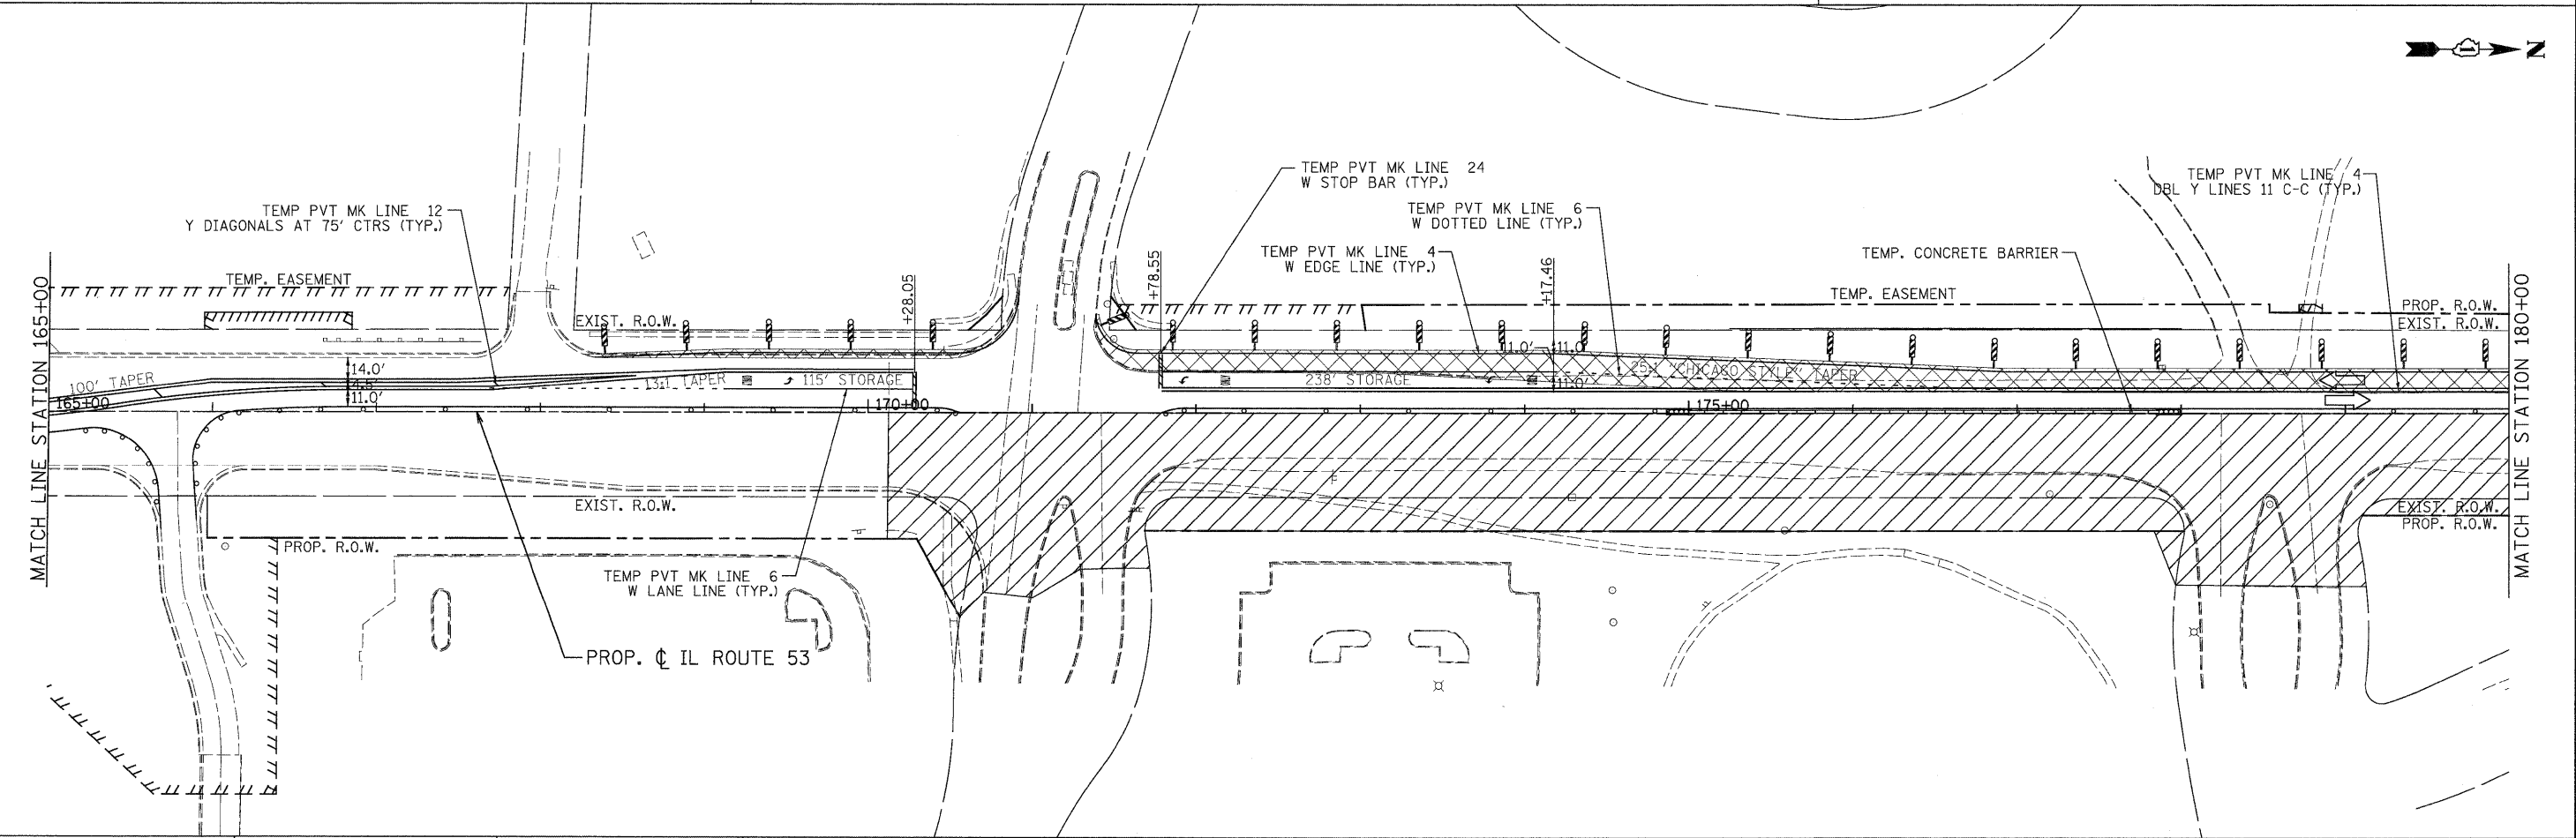 N
TEMP PVT MK LINE 24
W STOP BAR (TYP.)
TEMP PVT MK LINE 4
DBL Y LINES 11 C-C (TYP.)
TEMP PVT MK LINE 12
Y DIAGONALS AT 75' CTRS (TYP.)
TEMP PVT MK LINE 6
W DOTTED LINE (TYP.)
TEMP PVT MK LINE 4
W EDGE LINE (TYP.)
TEMP. CONCRETE BARRIER
+78.55
+17.46
+28.05
MATCH LINE STATION 165+00
TEMP. EASEMENT
TEMP. EASEMENT
PROP. R.O.W.
EXIST. R.O.W.
EXIST. R.O.W.
MATCH LINE STATION 180+00
100' TAPER
14.0'
4.5'
11.0'
13:1 TAPER
115' STORAGE
238' STORAGE
11.0'
11.0'
11.0'
25:1 "CHICAGO STYLE" TAPER
165+00
170+00
175+00
EXIST. R.O.W.
EXIST. R.O.W.
PROP. R.O.W.
PROP. R.O.W.
TEMP PVT MK LINE 6
W LANE LINE (TYP.)
PROP. ℄ IL ROUTE 53